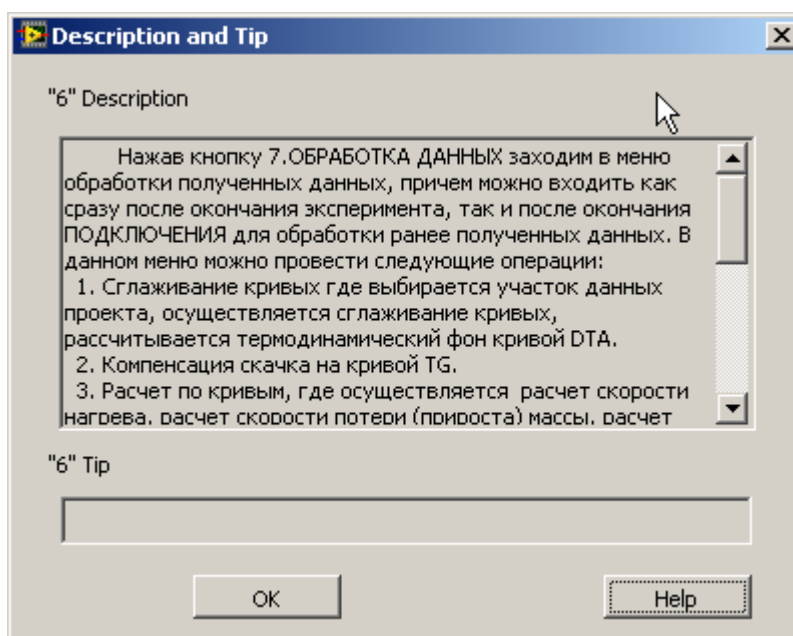 Description and Tip
"6" Description
Нажав кнопку 7.ОБРАБОТКА ДАННЫХ заходим в меню
обработки полученных данных, причем можно входить как
сразу после окончания эксперимента, так и после окончания
ПОДКЛЮЧЕНИЯ для обработки ранее полученных данных. В
данном меню можно провести следующие операции:
1. Сглаживание кривых где выбирается участок данных
проекта, осуществляется сглаживание кривых,
рассчитывается термодинамический фон кривой DTA.
2. Компенсация скачка на кривой TG.
3. Расчет по кривым, где осуществляется расчет скорости
нагрева, расчет скорости потери (прироста) массы, расчет
"6" Tip
OK
Help